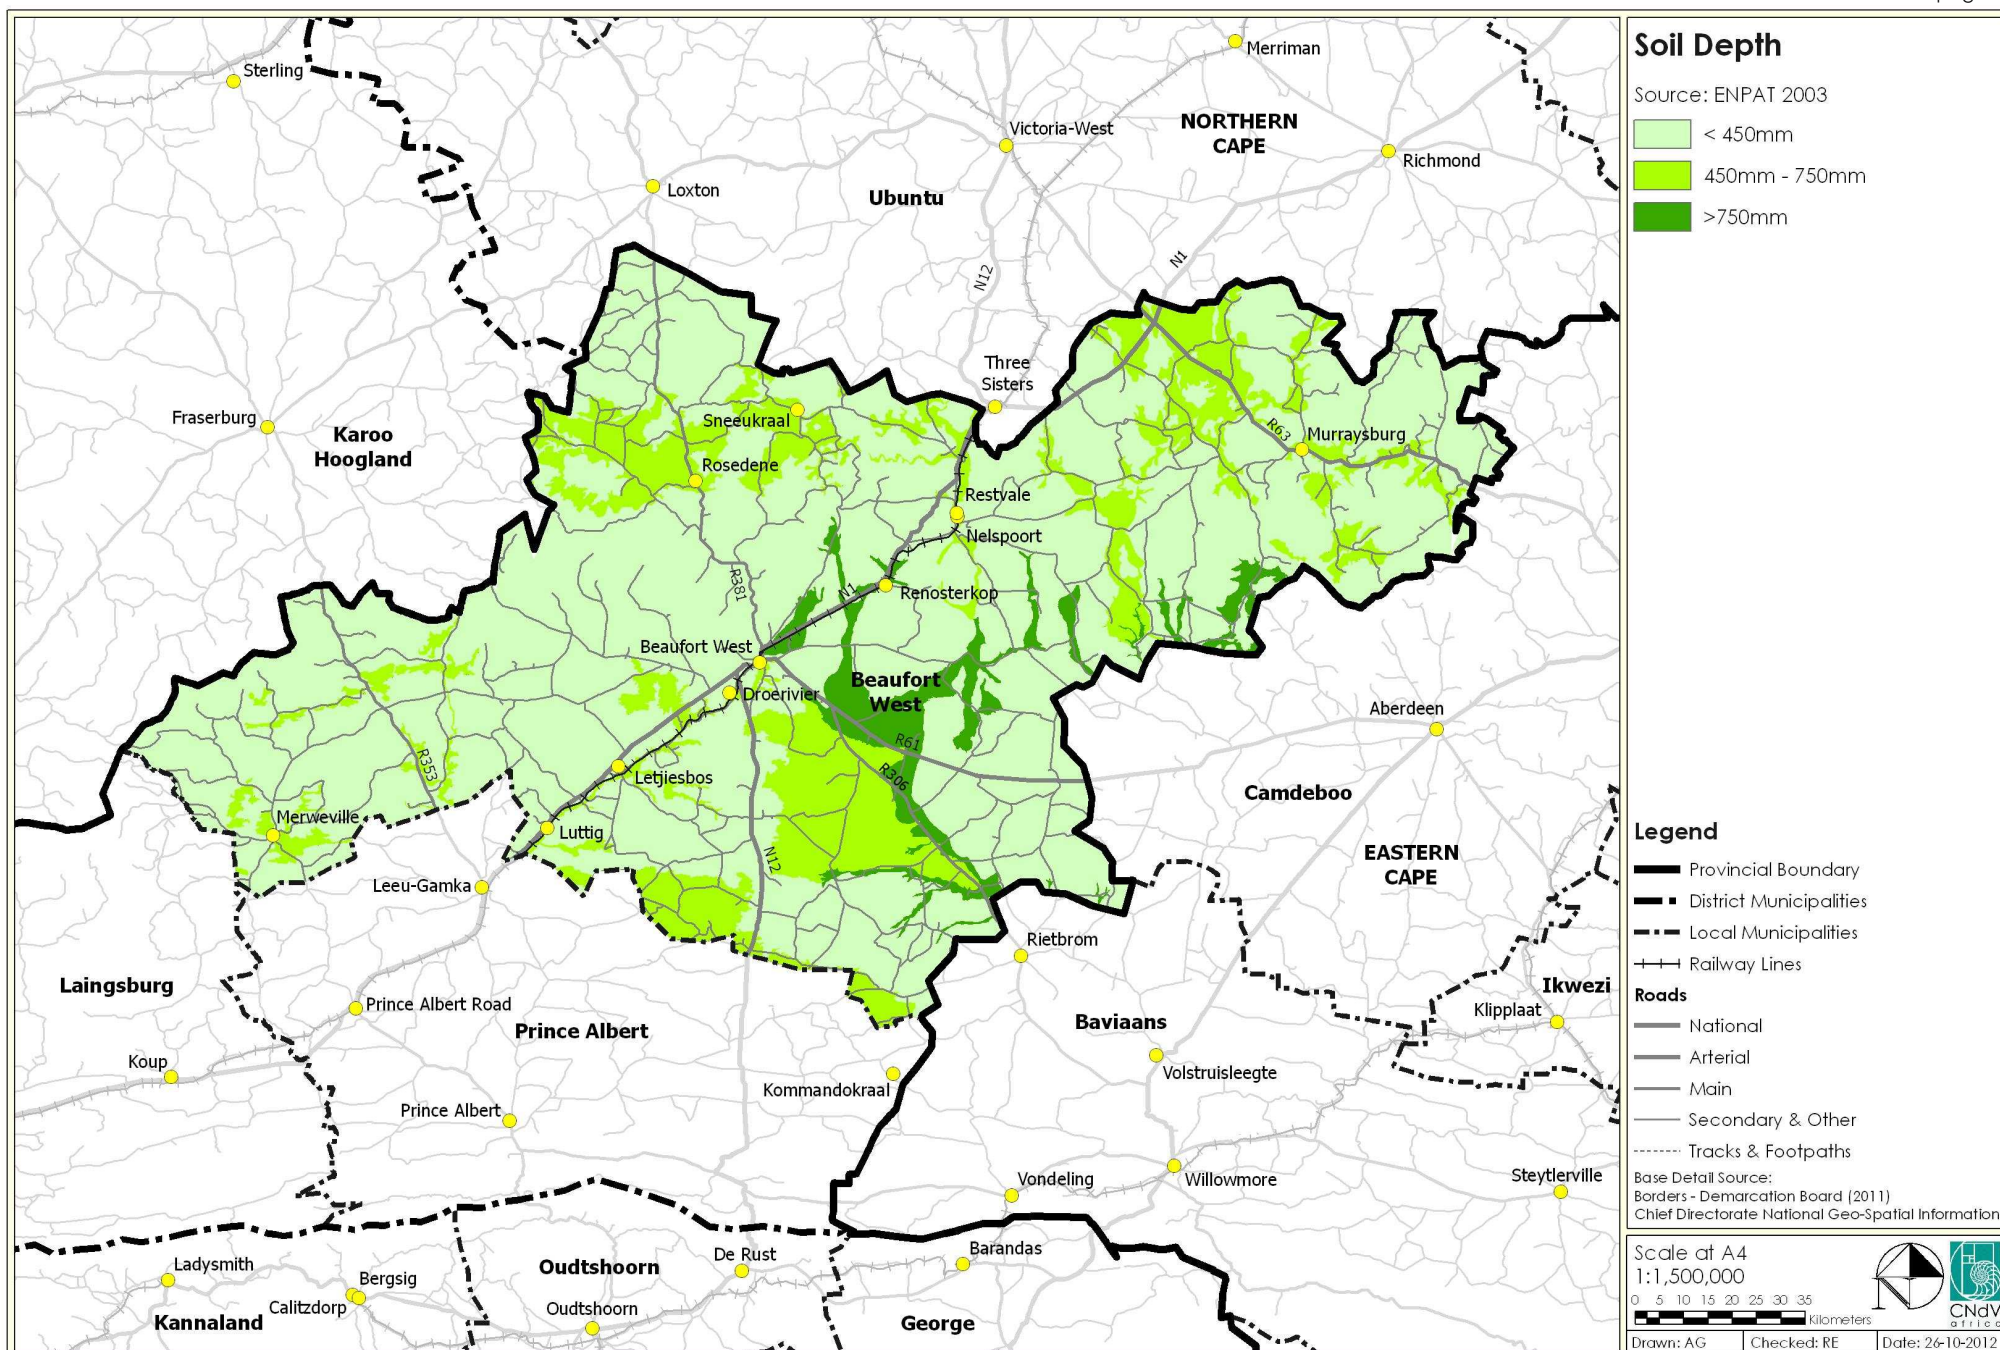 Sterling
Merriman
Victoria-West
NORTHERN
CAPE
Richmond
Loxton
Ubuntu
N12
N1
Three
Sisters
Fraserburg
Karoo
Hoogland
Sneeukraal
Rosedene
R63
Murraysburg
Restvale
Nelspoort
R381
N1
Renosterkop
Beaufort West
Droerivier
Beaufort
West
Aberdeen
R61
R353
R306
Letjiesbos
Camdeboo
Merweville
Luttig
N12
EASTERN
CAPE
Leeu-Gamka
Rietbrom
Laingsburg
Prince Albert Road
Prince Albert
Baviaans
Ikwezi
Klipplaat
Koup
Kommandokraal
Volstruisleegte
Prince Albert
Vondeling
Willowmore
Steytlerville
Ladysmith
Bergsig
Calitzdorp
Kannaland
Oudtshoorn
De Rust
Oudtshoorn
Barandas
George
Soil Depth
Source: ENPAT 2003
< 450mm
450mm - 750mm
>750mm
Legend
Provincial Boundary
District Municipalities
Local Municipalities
Railway Lines
Roads
National
Arterial
Main
Secondary & Other
Tracks & Footpaths
Base Detail Source:
Borders - Demarcation Board (2011)
Chief Directorate National Geo-Spatial Information
Scale at A4
1:1,500,000
0 5 10 15 20 25 30 35
Kilometers
N
CNdV
africa
Drawn: AG
Checked: RE
Date: 26-10-2012